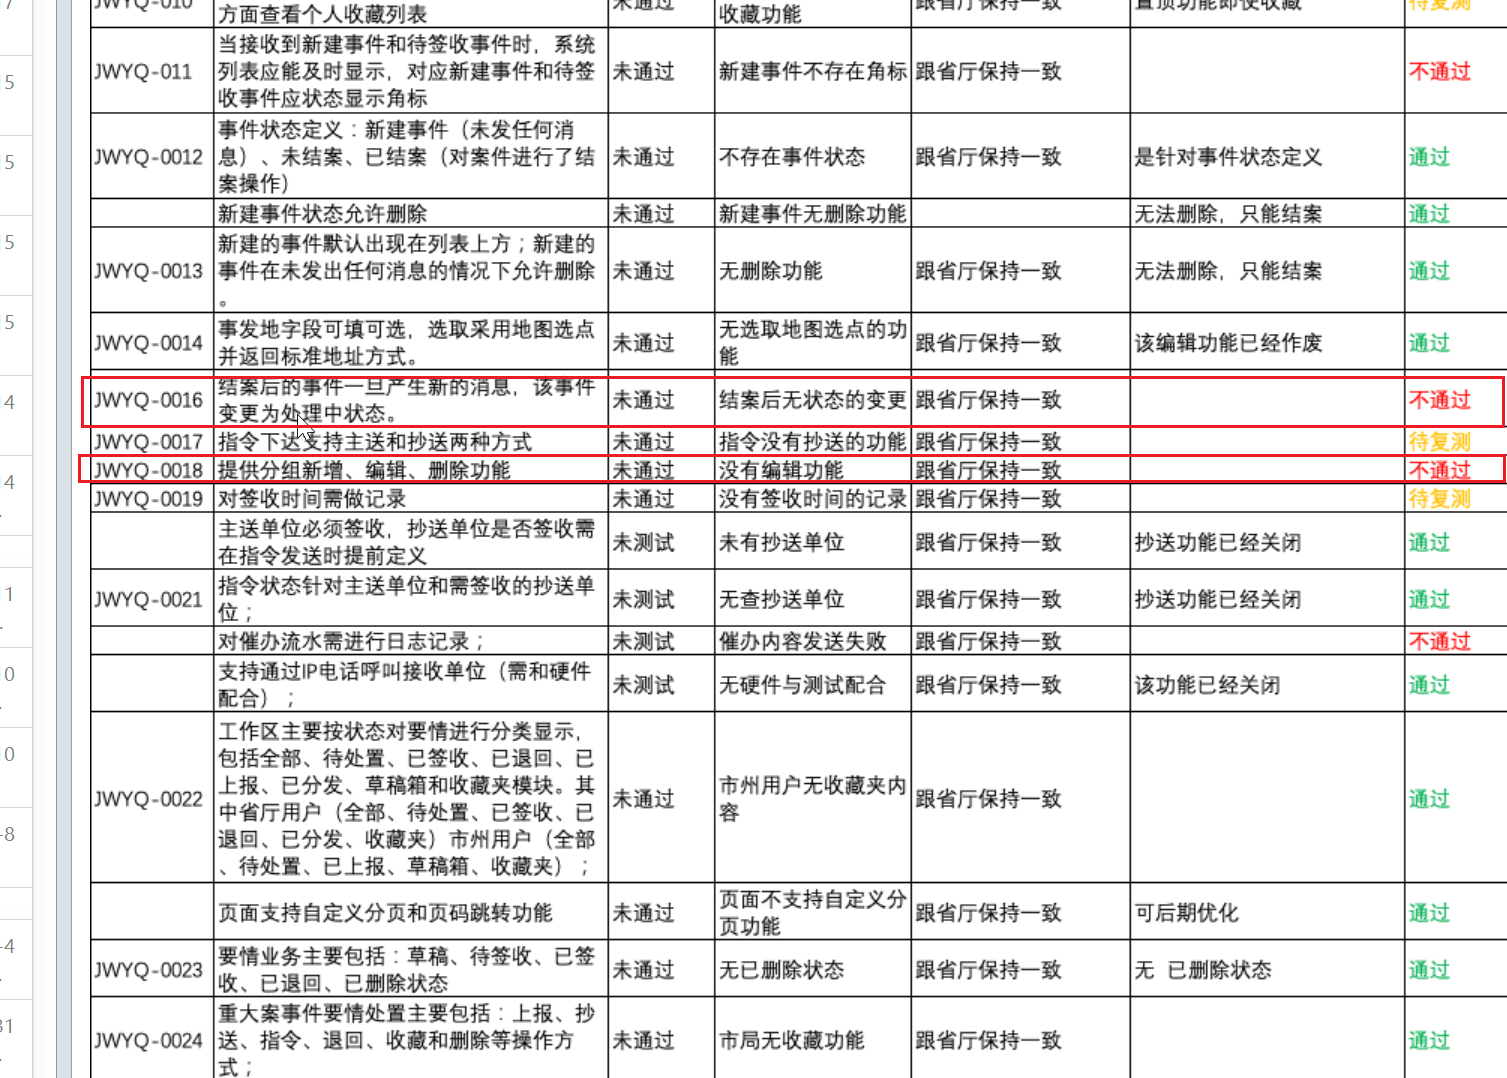 JWYQ-010 方面查看个人收藏列表 未通过 收藏功能 跟省厅保持一致 置顶功能即使收藏 待复测
JWYQ-011 当接收到新建事件和待签收事件时，系统
列表应能及时显示，对应新建事件和待签
收事件应状态显示角标 未通过 新建事件不存在角标 跟省厅保持一致 不通过
JWYQ-0012 事件状态定义：新建事件（未发任何消
息）、未结案、已结案（对案件进行了结
案操作） 未通过 不存在事件状态 跟省厅保持一致 是针对事件状态定义 通过
新建事件状态允许删除 未通过 新建事件无删除功能 无法删除，只能结案 通过
JWYQ-0013 新建的事件默认出现在列表上方；新建的
事件在未发出任何消息的情况下允许删除
。 未通过 无删除功能 跟省厅保持一致 无法删除，只能结案 通过
JWYQ-0014 事发地字段可填可选，选取采用地图选点
并返回标准地址方式。 未通过 无选取地图选点的功
能 跟省厅保持一致 该编辑功能已经作废 通过
JWYQ-0016 结案后的事件一旦产生新的消息，该事件
变更为处理中状态。 未通过 结案后无状态的变更 跟省厅保持一致 不通过
JWYQ-0017 指令下达支持主送和抄送两种方式 未通过 指令没有抄送的功能 跟省厅保持一致 待复测
JWYQ-0018 提供分组新增、编辑、删除功能 未通过 没有编辑功能 跟省厅保持一致 不通过
JWYQ-0019 对签收时间需做记录 未通过 没有签收时间的记录 跟省厅保持一致 待复测
主送单位必须签收，抄送单位是否签收需
在指令发送时提前定义 未测试 未有抄送单位 跟省厅保持一致 抄送功能已经关闭 通过
JWYQ-0021 指令状态针对主送单位和需签收的抄送单
位； 未测试 无查抄送单位 跟省厅保持一致 抄送功能已经关闭 通过
对催办流水需进行日志记录； 未测试 催办内容发送失败 跟省厅保持一致 不通过
支持通过IP电话呼叫接收单位（需和硬件
配合）； 未测试 无硬件与测试配合 跟省厅保持一致 该功能已经关闭 通过
JWYQ-0022 工作区主要按状态对要情进行分类显示，
包括全部、待处置、已签收、已退回、已
上报、已分发、草稿箱和收藏夹模块。其
中省厅用户（全部、待处置、已签收、已
退回、已分发、收藏夹）市州用户（全部
、待处置、已上报、草稿箱、收藏夹）； 未通过 市州用户无收藏夹内
容 跟省厅保持一致 通过
页面支持自定义分页和页码跳转功能 未通过 页面不支持自定义分
页功能 跟省厅保持一致 可后期优化 通过
JWYQ-0023 要情业务主要包括：草稿、待签收、已签
收、已退回、已删除状态 未通过 无已删除状态 跟省厅保持一致 无 已删除状态 通过
JWYQ-0024 重大案事件要情处置主要包括：上报、抄
送、指令、退回、收藏和删除等操作方
式； 未通过 市局无收藏功能 跟省厅保持一致 通过
7
15
15
15
15
14
14
11
10
10
-8
-4
31